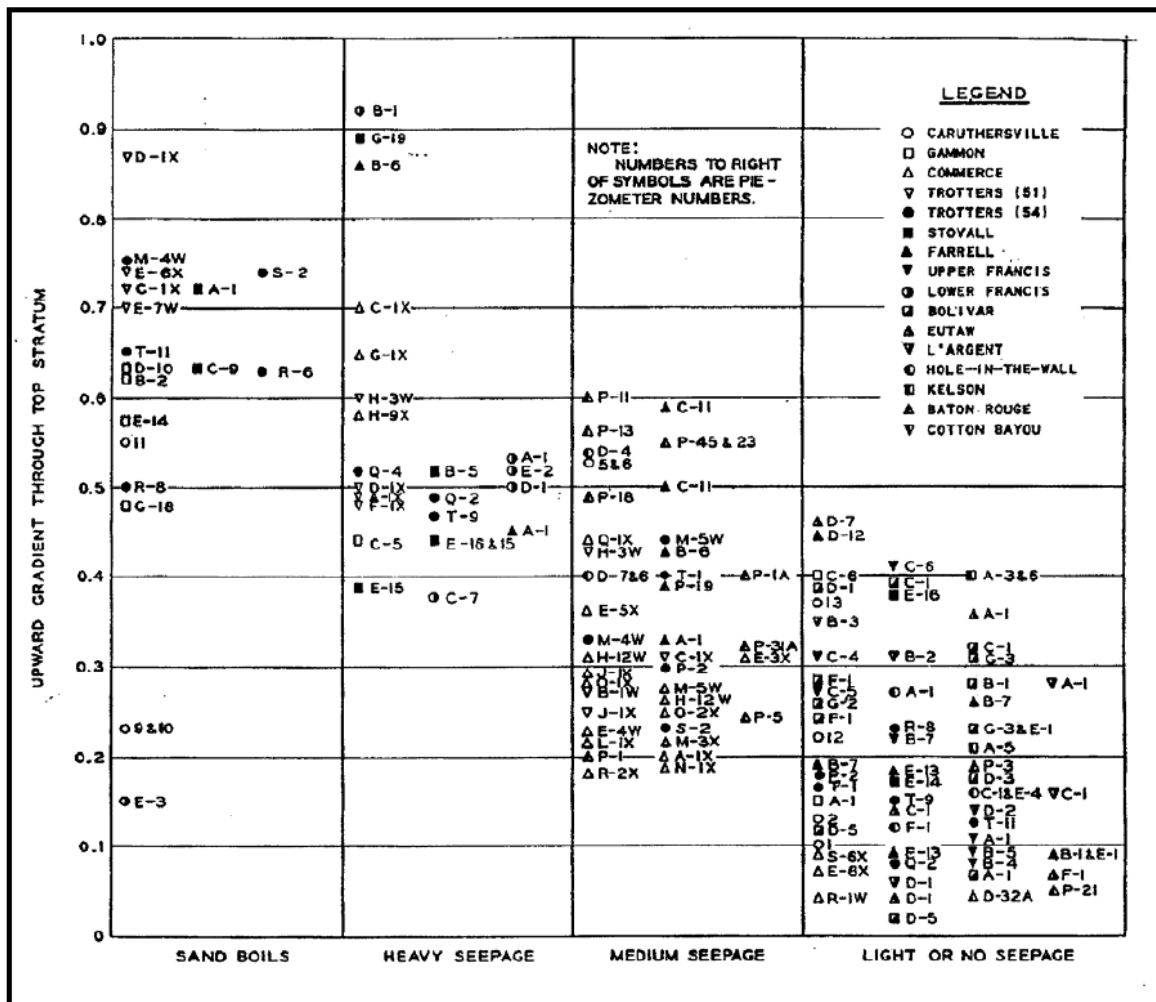 UPWARD GRADIENT THROUGH TOP STRATUM
1.0
0.9
0.8
0.7
0.6
0.5
0.4
0.3
0.2
0.1
0
D-1X
M-4W
E-6X
S-2
C-1X
A-1
E-7W
T-11
D-10
C-9
R-6
B-2
E-14
11
R-8
G-18
9&10
E-3
SAND BOILS
B-1
G-19
B-6
C-1X
G-1X
H-3W
H-9X
Q-4
B-5
A-1
E-2
D-1X
D-1
A-1X
Q-2
F-1X
T-9
A-1
C-5
E-16&15
E-15
C-7
HEAVY SEEPAGE
NOTE:
NUMBERS TO RIGHT
OF SYMBOLS ARE PIE-
ZOMETER NUMBERS.
P-11
C-11
P-13
P-45 & 23
D-4
5&6
P-18
C-11
Q-1X
M-5W
H-3W
B-6
D-7&6
T-1
P-1A
P-19
E-5X
M-4W
A-1
P-31A
H-12W
C-1X
E-3X
P-2
J-1X
O-1X
M-5W
B-1W
H-12W
J-1X
O-2X
P-5
E-4W
S-2
L-1X
M-3X
P-1
A-1X
R-2X
N-1X
MEDIUM SEEPAGE
LEGEND
CARUTHERSVILLE
GAMMON
COMMERCE
TROTTERS (51)
TROTTERS (54)
STOVALL
FARRELL
UPPER FRANCIS
LOWER FRANCIS
BOLIVAR
EUTAW
L'ARGENT
HOLE-IN-THE-WALL
KELSON
BATON ROUGE
COTTON BAYOU
D-7
D-12
C-6
C-6
A-3&6
D-1
C-1
E-16
13
A-1
B-3
C-1
C-4
B-2
G-3
B-1
A-1
C-5
A-1
G-2
B-7
F-1
R-8
G-3&E-1
12
B-7
A-5
B-7
E-13
P-3
P-2
E-14
D-3
T-9
C-1&E-4
C-1
A-1
C-1
D-2
2
F-1
T-11
D-5
A-1
1
E-13
B-5
B-1&E-1
S-6X
Q-2
B-4
E-6X
A-1
F-1
D-1
P-21
R-1W
D-1
D-32A
D-5
LIGHT OR NO SEEPAGE